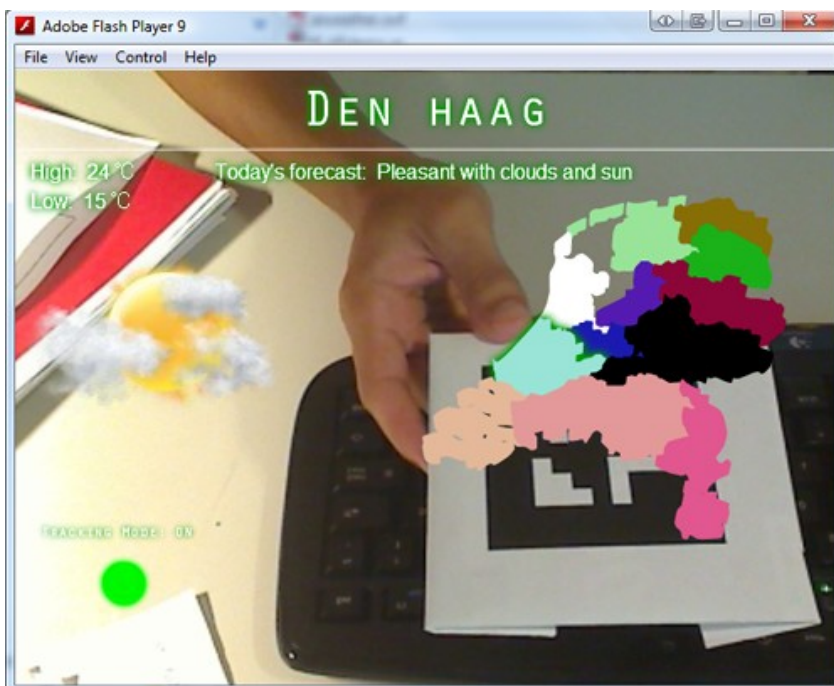 Adobe Flash Player 9
File View Control Help
DEN HAAG
High: 24°C
Today's forecast: Pleasant with clouds and sun
Low: 15°C
TRACKING MODE: ON